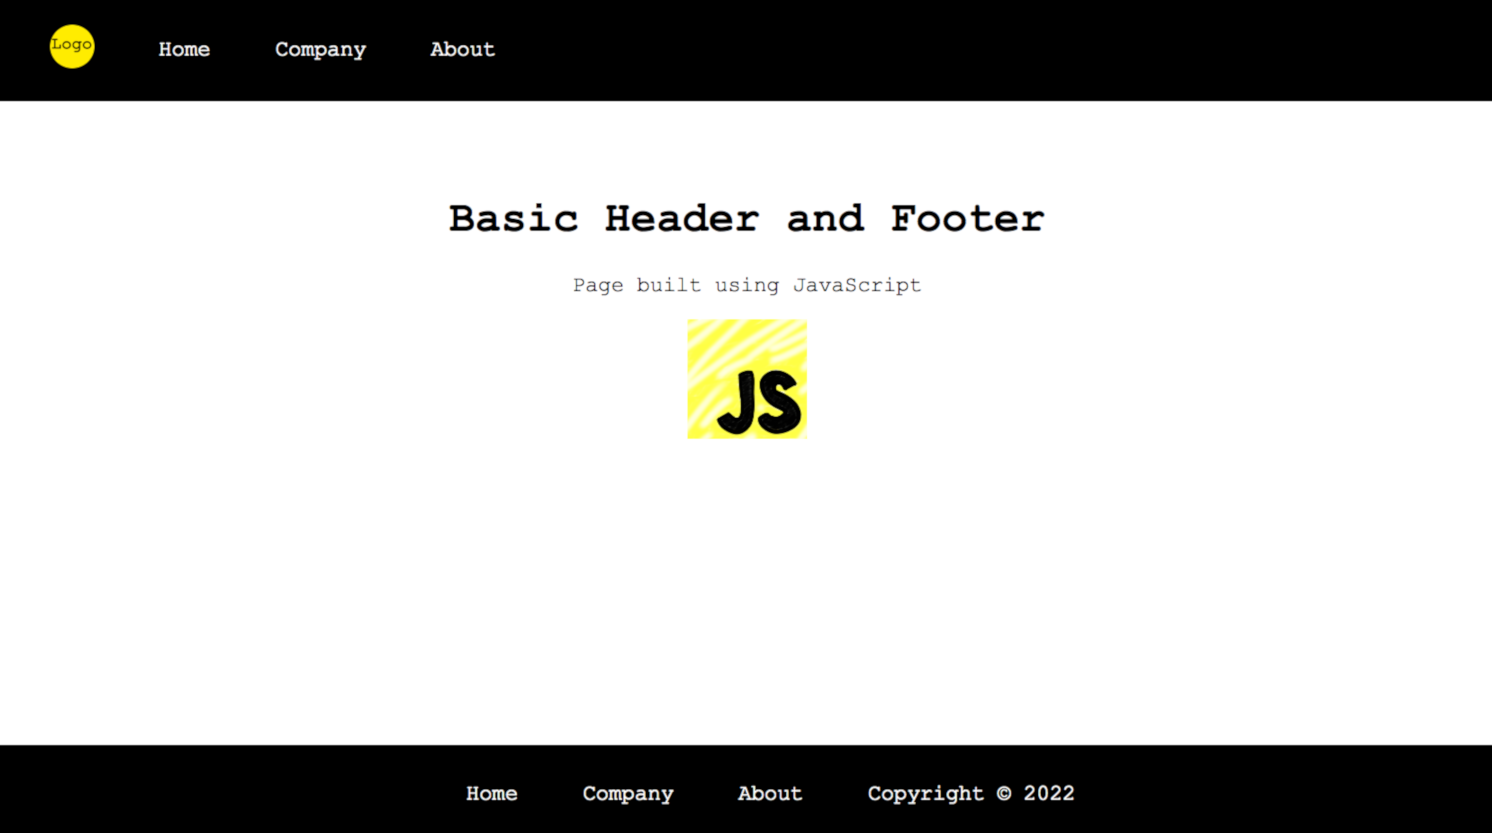 Logo Home Company About
Basic Header and Footer
Page built using JavaScript
JS
Home Company About Copyright © 2022